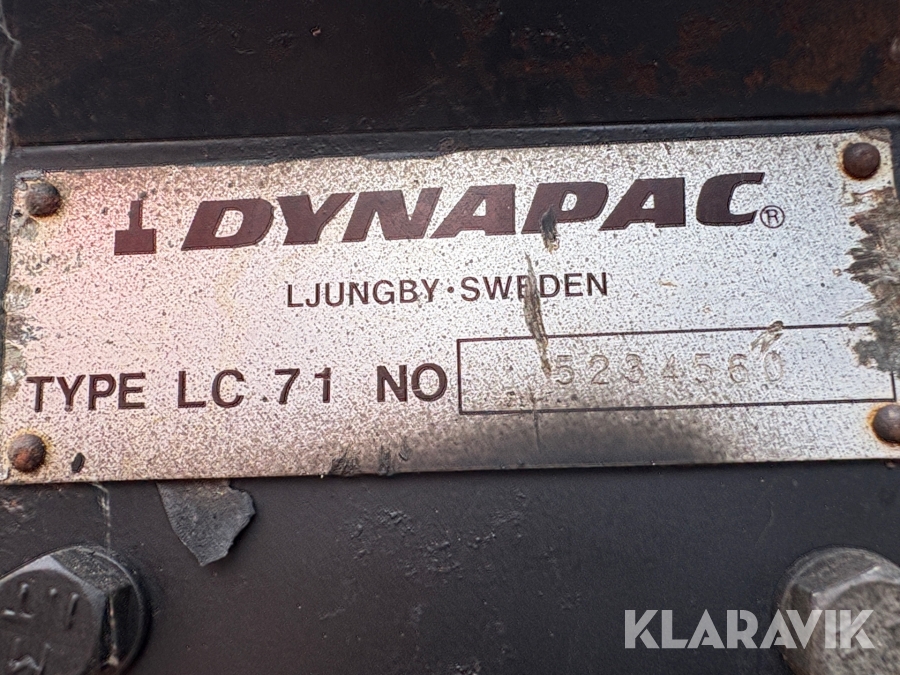 DYNAPAC®
LJUNGBY·SWEDEN
TYPE LC 71 NO 5234560
KLARAVIK